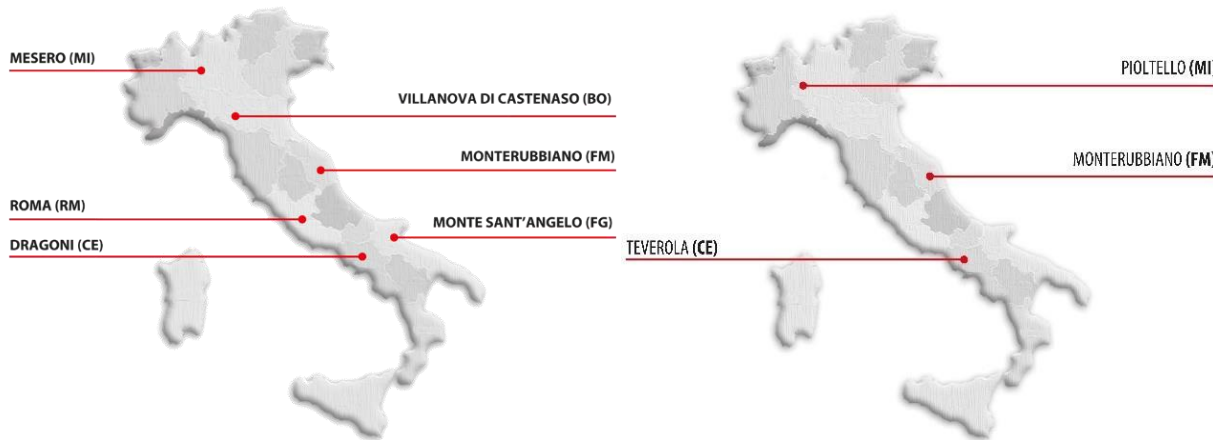 MESERO (MI)
VILLANOVA DI CASTENASO (BO)
MONTERUBBIANO (FM)
ROMA (RM)
MONTE SANT’ANGELO (FG)
DRAGONI (CE)
PIOLTELLO (MI)
MONTERUBBIANO (FM)
TEVEROLA (CE)